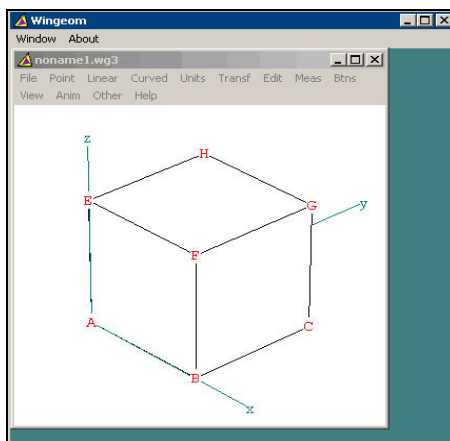 Wingeom
Window About
noname1.wg3
File Point Linear Curved Units Transf Edit Meas Btns
View Anim Other Help
z
H
E
G
y
F
A
C
B
x